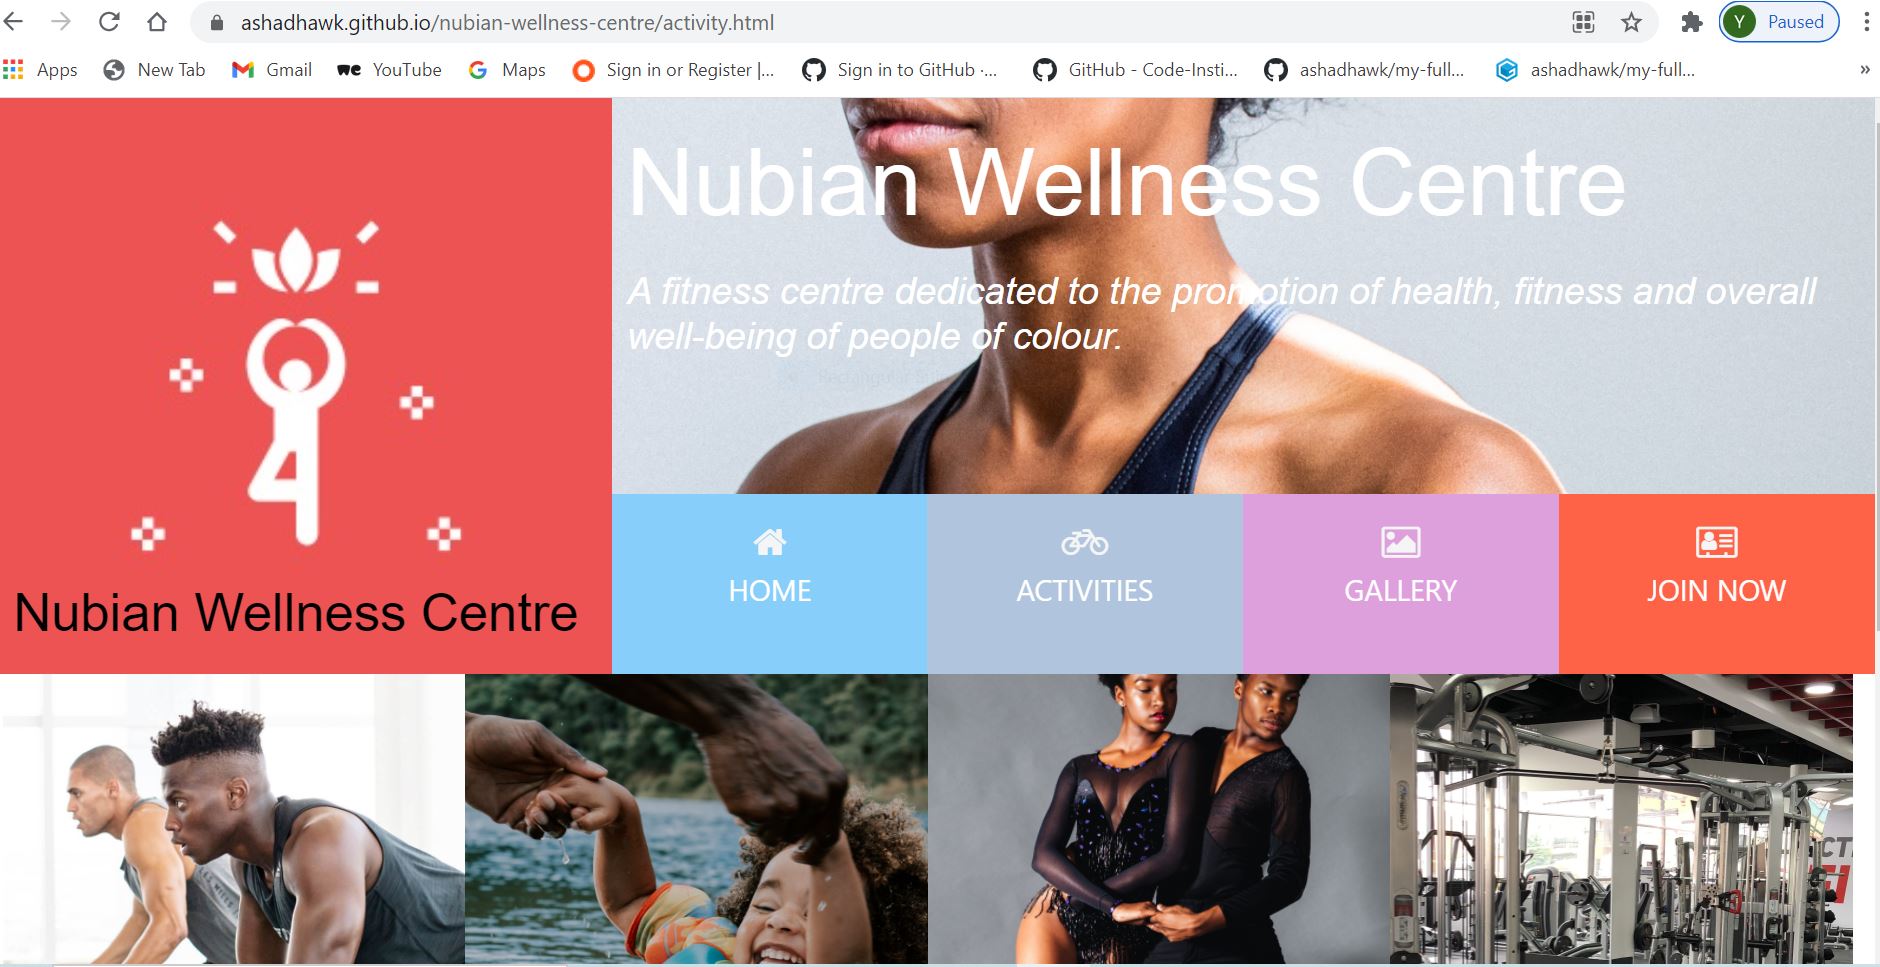 ashadhawk.github.io/nubian-wellness-centre/activity.html
Y Paused
Apps New Tab Gmail YouTube Maps Sign in or Register |... Sign in to GitHub ·... GitHub - Code-Insti... ashadhawk/my-full... ashadhawk/my-full... »
Nubian Wellness Centre
A fitness centre dedicated to the promotion of health, fitness and overall
well-being of people of colour.
HOME ACTIVITIES GALLERY JOIN NOW
Nubian Wellness Centre